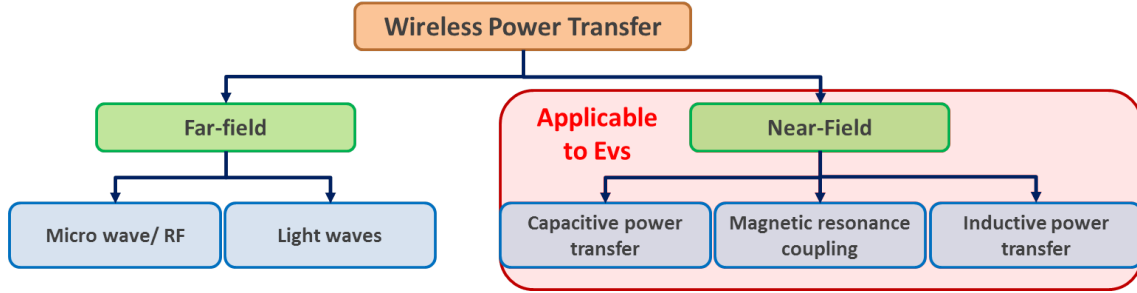 Wireless Power Transfer
Far-field
Applicable
to Evs
Near-Field
Micro wave/ RF
Light waves
Capacitive power
transfer
Magnetic resonance
coupling
Inductive power
transfer